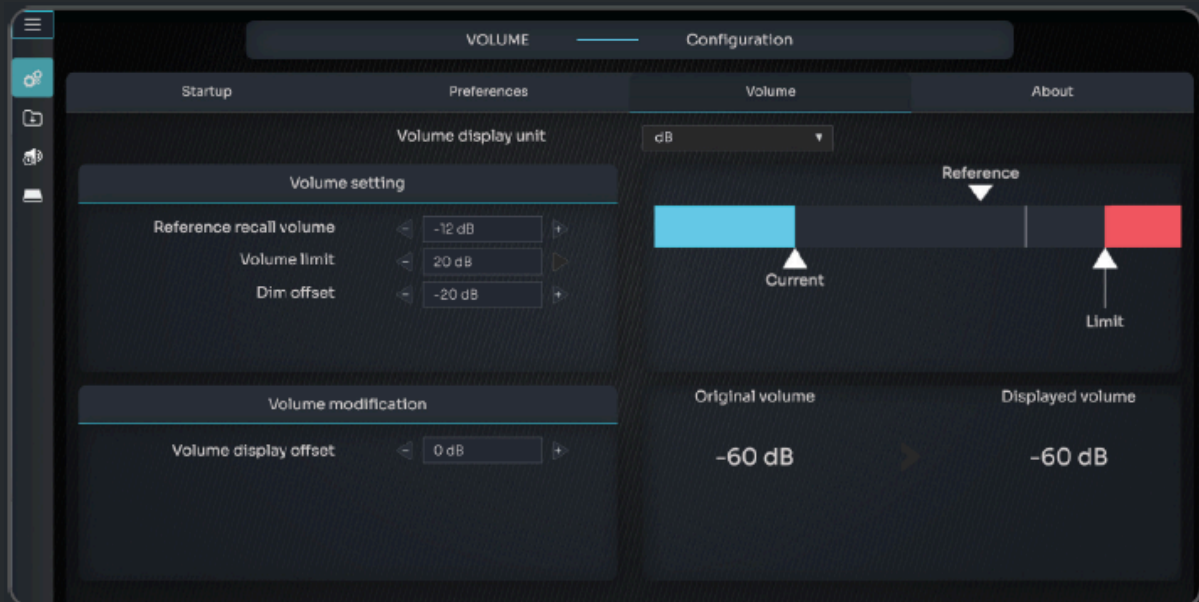 VOLUME Configuration
Startup Preferences Volume About
Volume display unit dB
Volume setting
Reference recall volume - -12 dB +
Volume limit - 20 dB
Dim offset - -20 dB +
Reference
Current
Limit
Volume modification
Volume display offset - 0 dB +
Original volume Displayed volume
-60 dB -60 dB